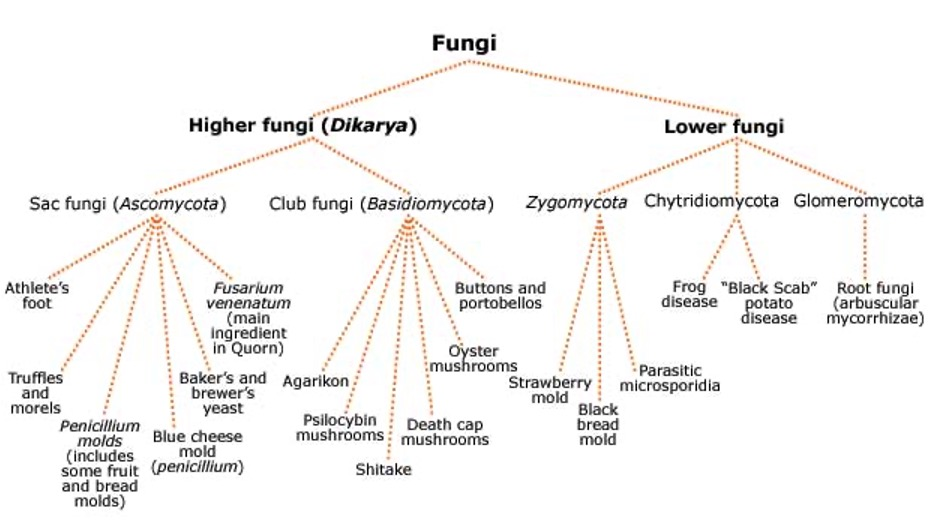 Fungi
Higher fungi (Dikarya)
Lower fungi
Sac fungi (Ascomycota)
Club fungi (Basidiomycota)
Zygomycota
Chytridiomycota
Glomeromycota
Athlete's
foot
Truffles
and
morels
Penicillium
molds
(includes
some fruit
and bread
molds)
Blue cheese
mold
(penicillium)
Baker's and
brewer's
yeast
Fusarium
venenatum
(main
ingredient
in Quorn)
Agarikon
Psilocybin
mushrooms
Shitake
Death cap
mushrooms
Oyster
mushrooms
Buttons and
portobellos
Strawberry
mold
Black
bread
mold
Parasitic
microsporidia
Frog
disease
"Black Scab"
potato
disease
Root fungi
(arbuscular
mycorrhizae)